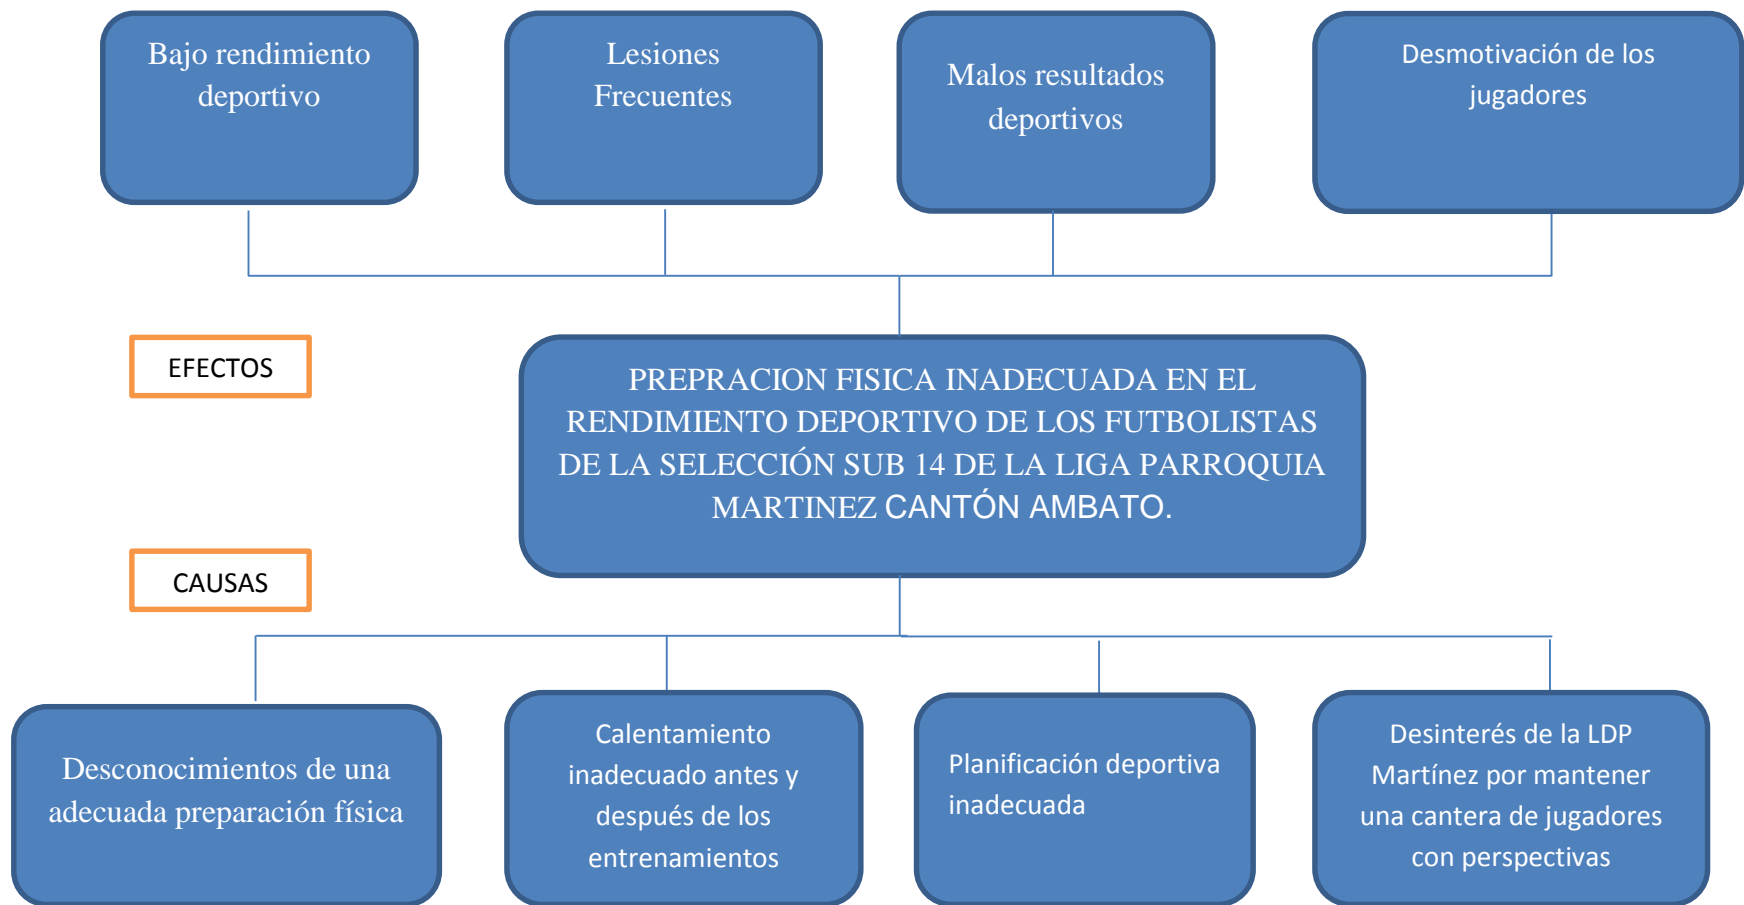 Bajo rendimiento
deportivo
Lesiones
Frecuentes
Malos resultados
deportivos
Desmotivación de los
jugadores
EFECTOS
PREPRACION FISICA INADECUADA EN EL
RENDIMIENTO DEPORTIVO DE LOS FUTBOLISTAS
DE LA SELECCIÓN SUB 14 DE LA LIGA PARROQUIA
MARTINEZ CANTÓN AMBATO.
CAUSAS
Desconocimientos de una
adecuada preparación física
Calentamiento
inadecuado antes y
después de los
entrenamientos
Planificación deportiva
inadecuada
Desinterés de la LDP
Martínez por mantener
una cantera de jugadores
con perspectivas